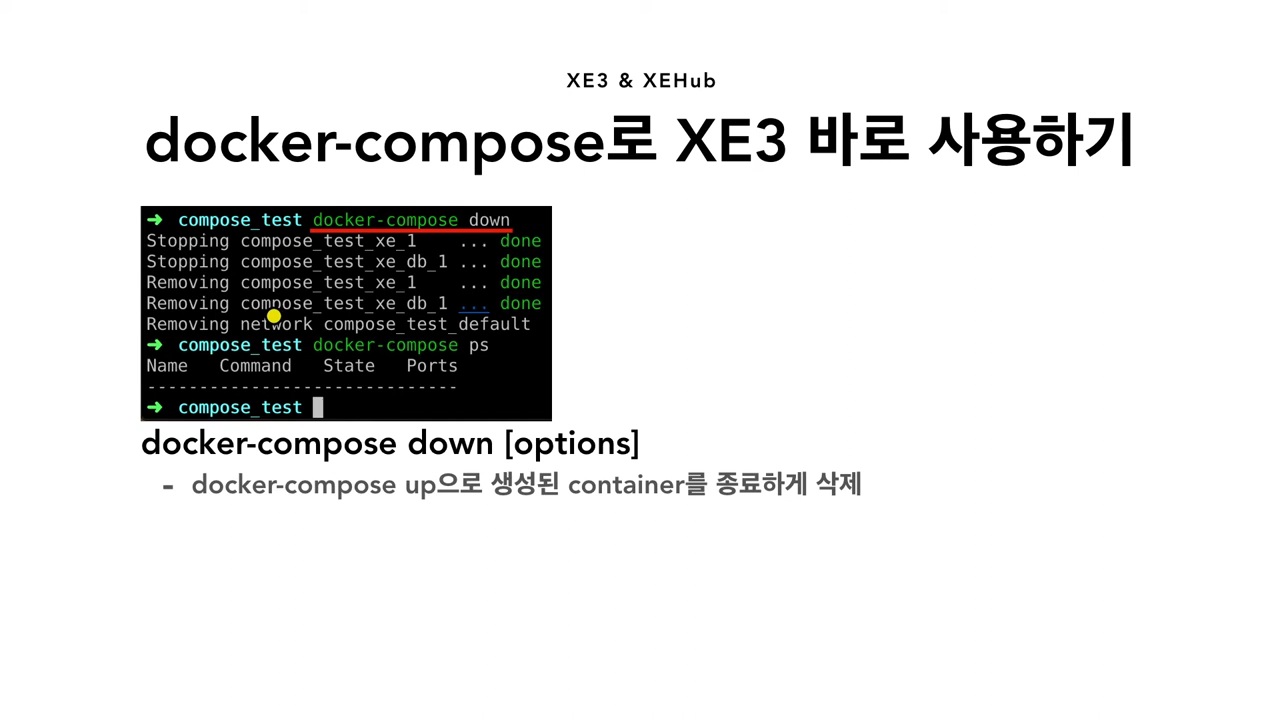 XE3 & XEHub
docker-compose로 XE3 바로 사용하기
➜ compose_test docker-compose down
Stopping compose_test_xe_1 ... done
Stopping compose_test_xe_db_1 ... done
Removing compose_test_xe_1 ... done
Removing compose_test_xe_db_1 ... done
Removing network compose_test_default
➜ compose_test docker-compose ps
Name Command State Ports
------------------------------
➜ compose_test
docker-compose down [options]
- docker-compose up으로 생성된 container를 종료하게 삭제